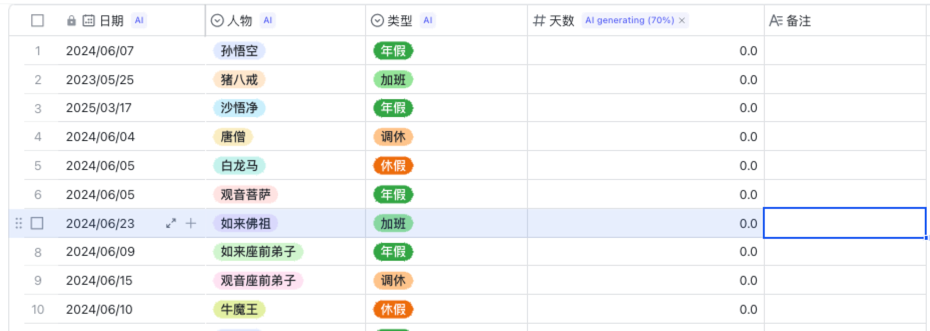 日期 AI 人物 AI 类型 AI 天数 AI generating (70%) × 备注
1 2024/06/07 孙悟空 年假 0.0
2 2023/05/25 猪八戒 加班 0.0
3 2025/03/17 沙悟净 年假 0.0
4 2024/06/04 唐僧 调休 0.0
5 2024/06/05 白龙马 休假 0.0
6 2024/06/05 观音菩萨 年假 0.0
2024/06/23 如来佛祖 加班 0.0
8 2024/06/09 如来座前弟子 年假 0.0
9 2024/06/15 观音座前弟子 调休 0.0
10 2024/06/10 牛魔王 休假 0.0